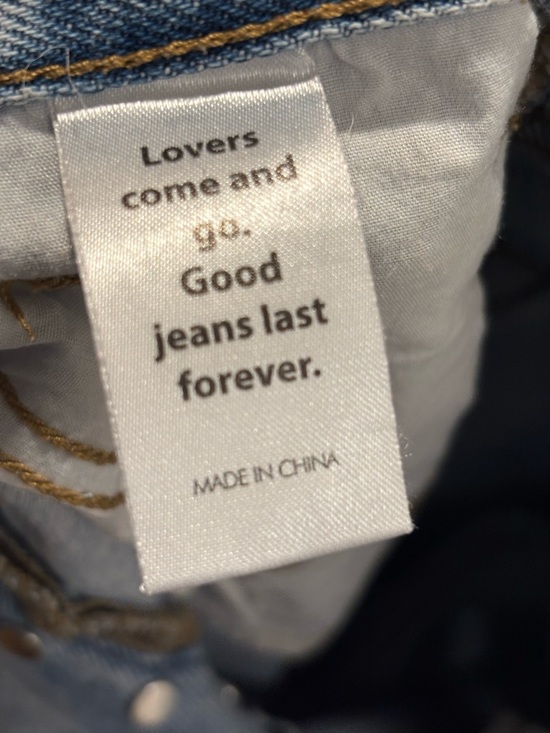 Lovers
come and
go.
Good
jeans last
forever.
MADE IN CHINA